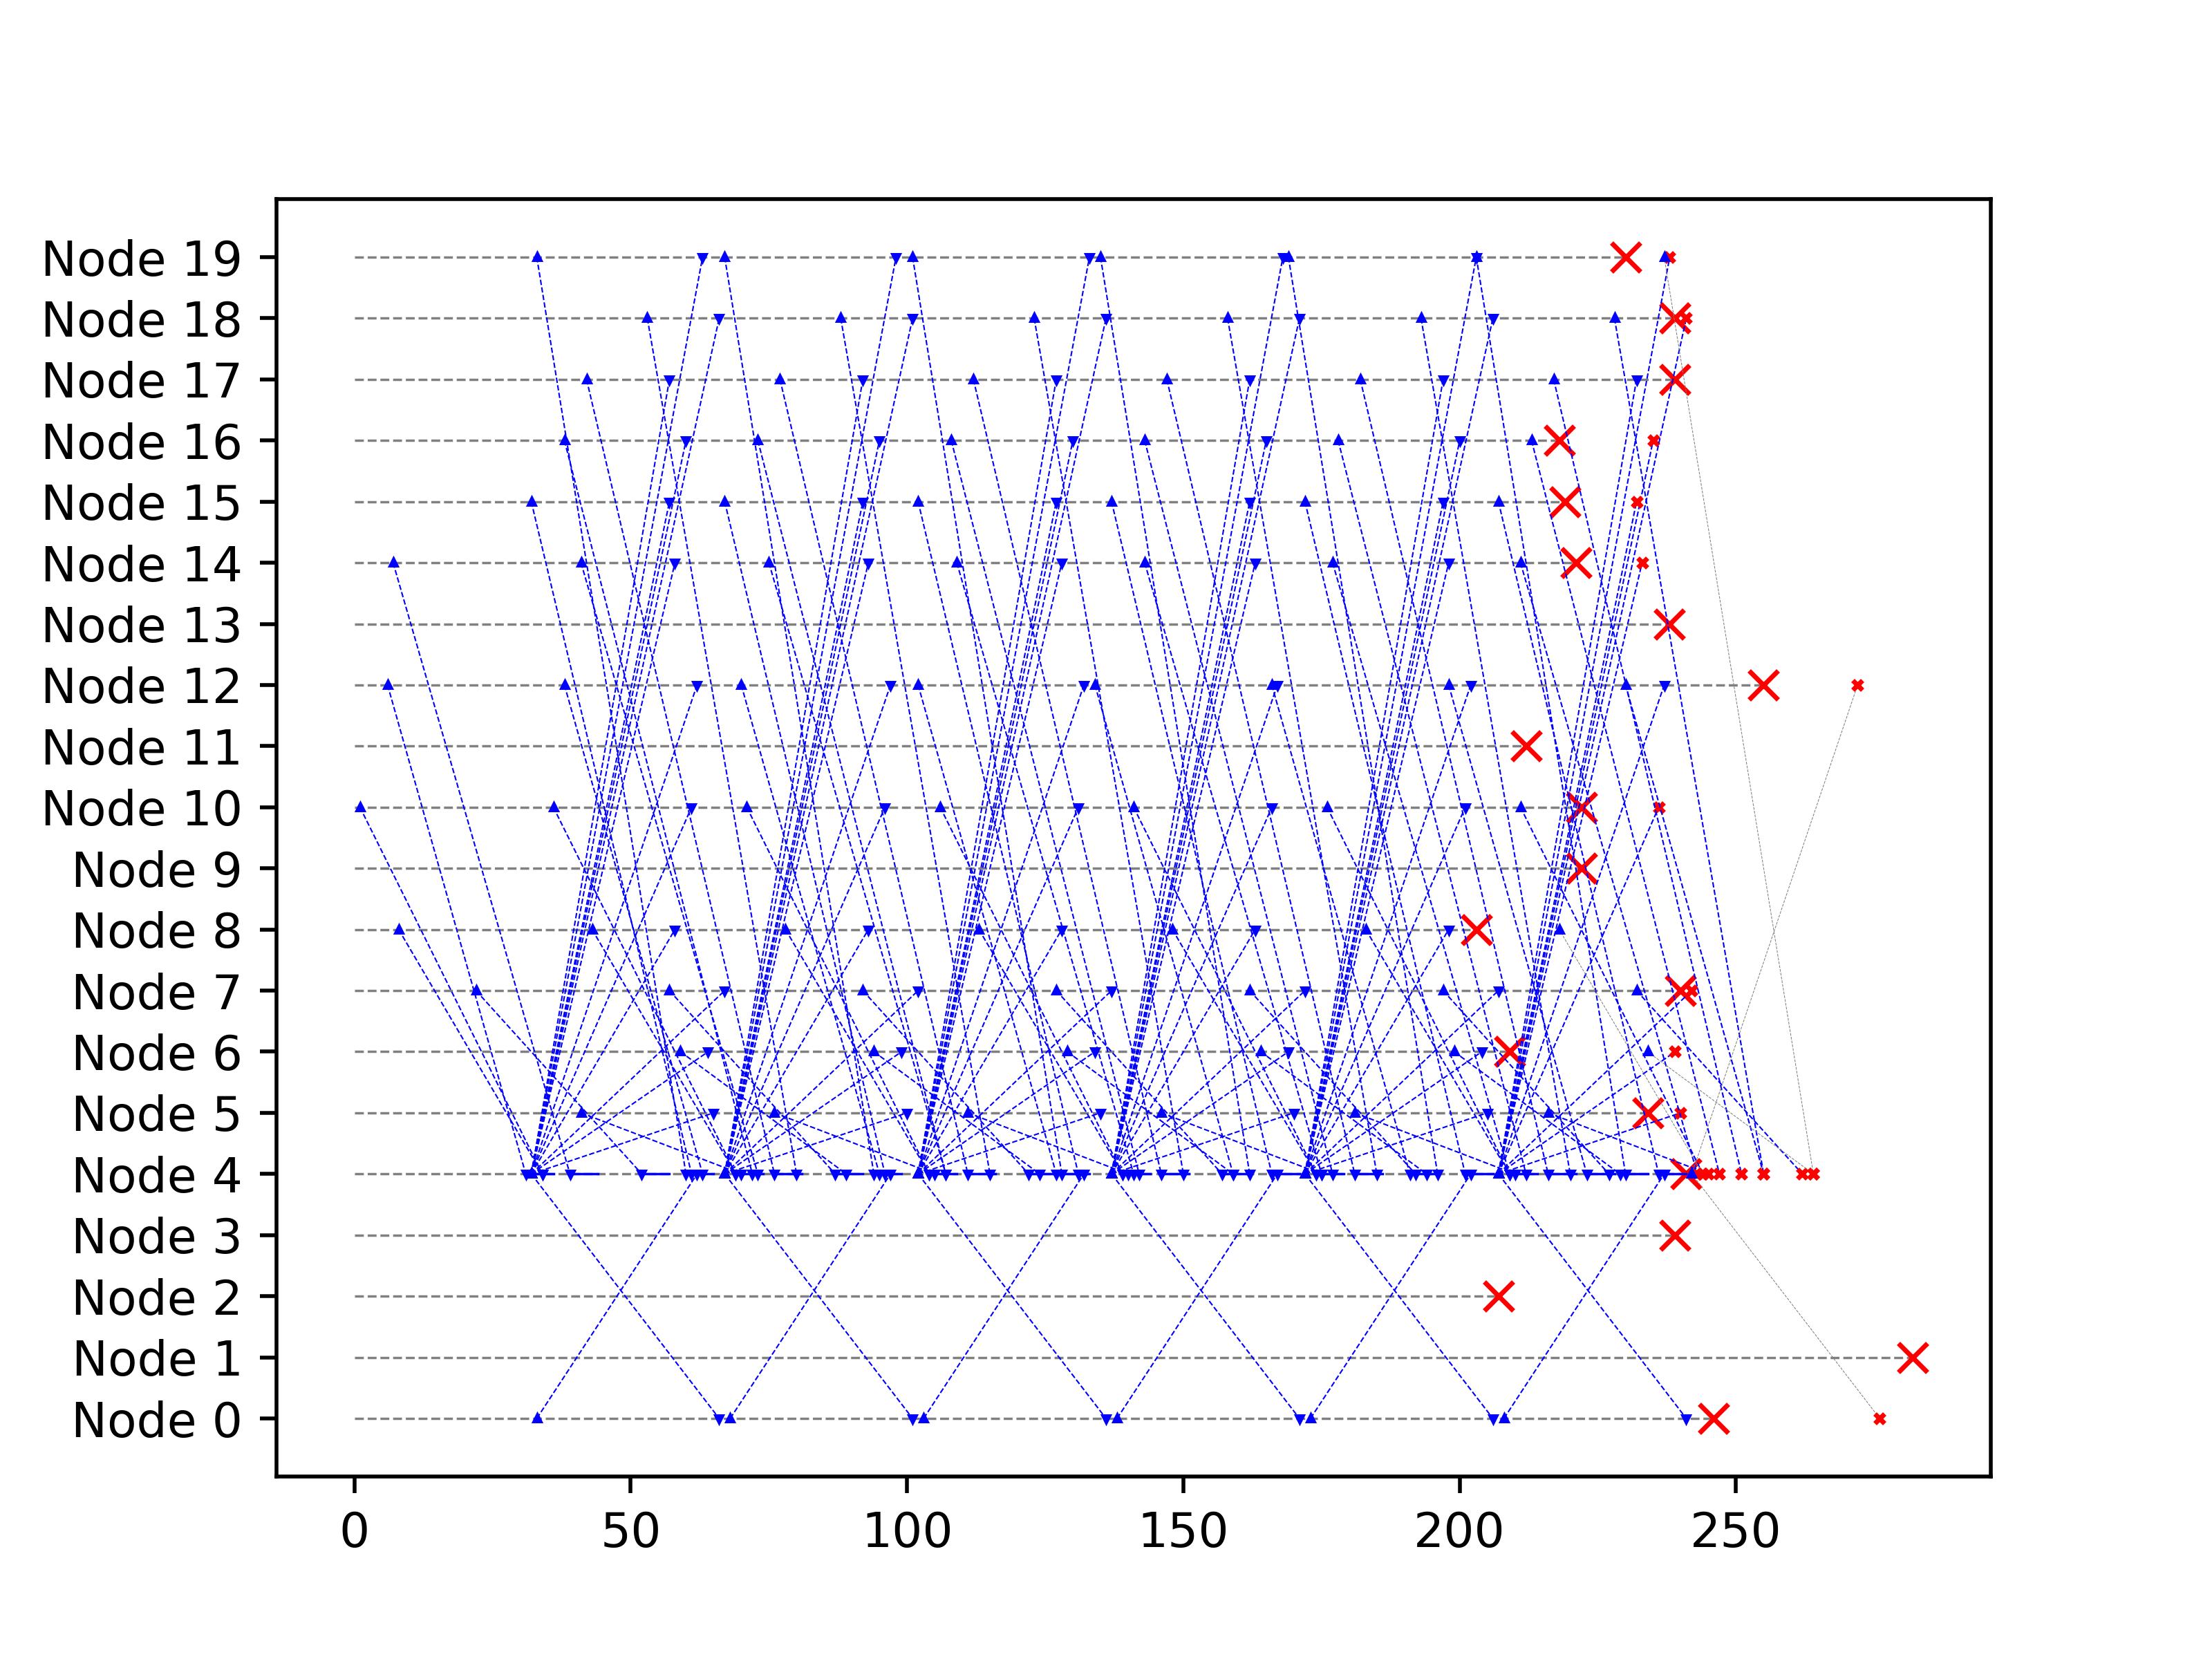 Node 19
Node 18
Node 17
Node 16
Node 15
Node 14
Node 13
Node 12
Node 11
Node 10
Node 9
Node 8
Node 7
Node 6
Node 5
Node 4
Node 3
Node 2
Node 1
Node 0
0 50 100 150 200 250